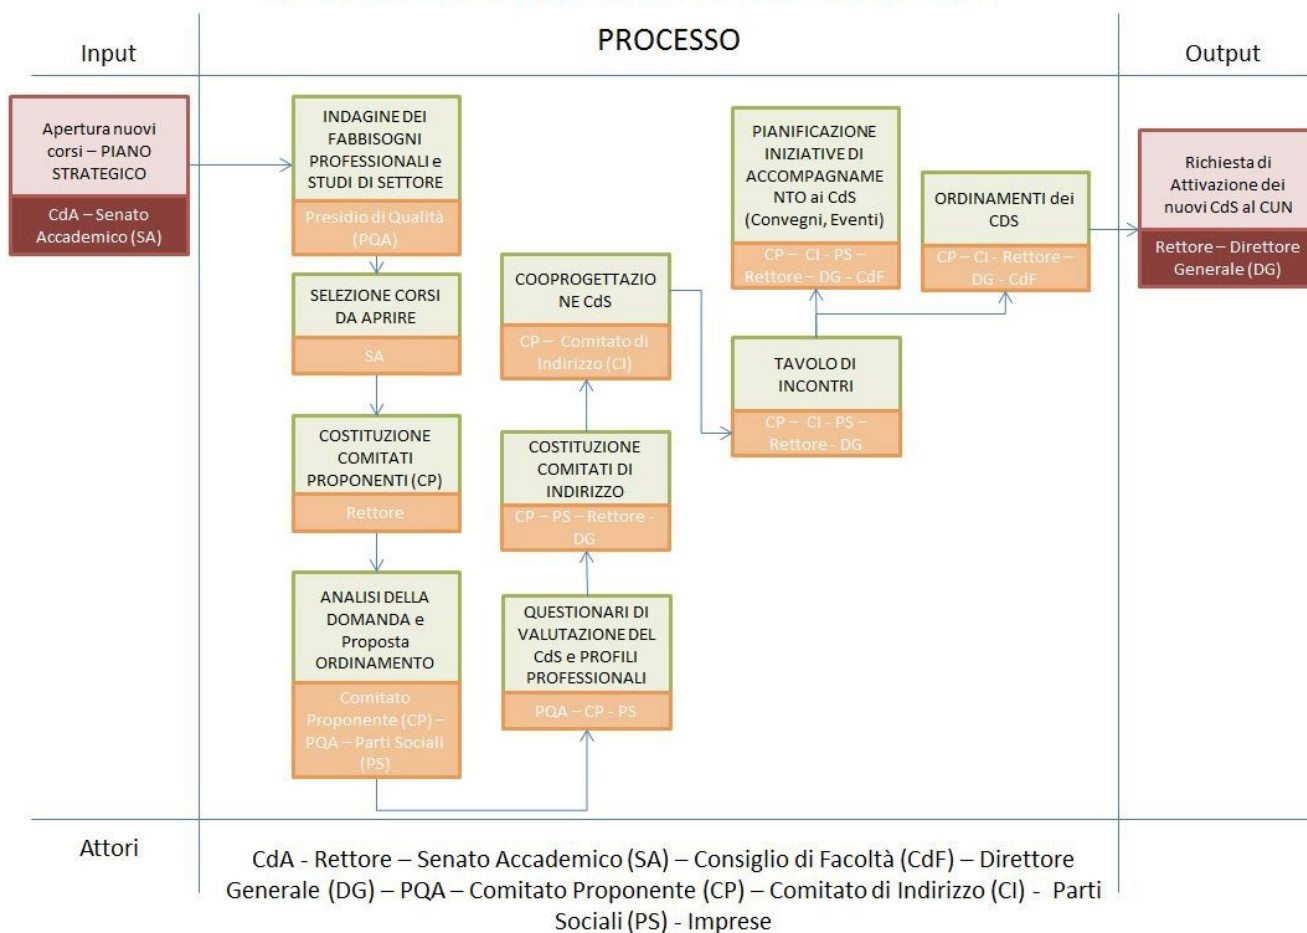 Input
PROCESSO
Output
Apertura nuovi
corsi – PIANO
STRATEGICO
CdA – Senato
Accademico (SA)
INDAGINE DEI
FABBISOGNI
PROFESSIONALI e
STUDI DI SETTORE
Presidio di Qualità
(PQA)
SELEZIONE CORSI
DA APRIRE
SA
COSTITUZIONE
COMITATI
PROPONENTI (CP)
Rettore
ANALISI DELLA
DOMANDA e
Proposta
ORDINAMENTO
Comitato
Proponente (CP) –
PQA – Parti Sociali
(PS)
QUESTIONARI DI
VALUTAZIONE DEL
CdS e PROFILI
PROFESSIONALI
PQA – CP - PS
COSTITUZIONE
COMITATI DI
INDIRIZZO
CP – PS – Rettore -
DG
COOPROGETTAZIO
NE CdS
CP – Comitato di
Indirizzo (CI)
TAVOLO DI
INCONTRI
CP – CI - PS –
Rettore - DG
PIANIFICAZIONE
INIZIATIVE DI
ACCOMPAGNAME
NTO ai CdS
(Convegni, Eventi)
CP – CI - PS –
Rettore – DG - CdF
ORDINAMENTI dei
CDS
CP – CI - Rettore –
DG - CdF
Richiesta di
Attivazione dei
nuovi CdS al CUN
Rettore – Direttore
Generale (DG)
Attori
CdA - Rettore – Senato Accademico (SA) – Consiglio di Facoltà (CdF) – Direttore
Generale (DG) – PQA – Comitato Proponente (CP) – Comitato di Indirizzo (CI) - Parti
Sociali (PS) - Imprese